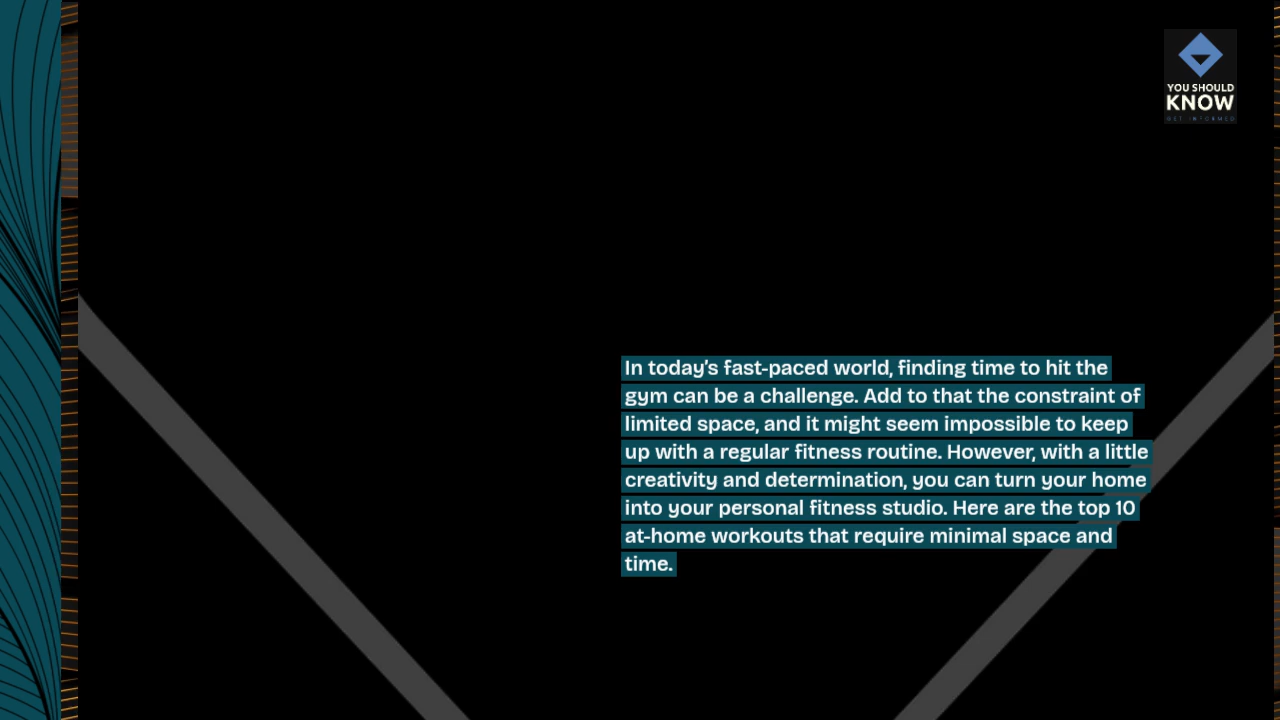 YOU SHOULD
KNOW
GET INFORMED
In today's fast-paced world, finding time to hit the
gym can be a challenge. Add to that the constraint of
limited space, and it might seem impossible to keep
up with a regular fitness routine. However, with a little
creativity and determination, you can turn your home
into your personal fitness studio. Here are the top 10
at-home workouts that require minimal space and
time.